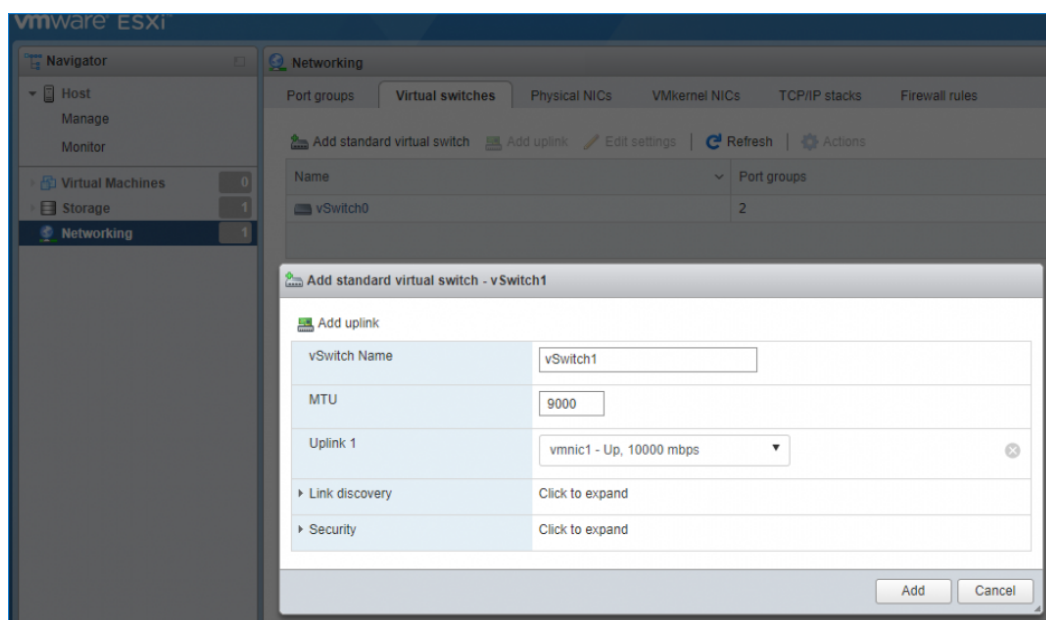 vmware ESXi™
Navigator
Networking
Host
Manage
Monitor
Virtual Machines 0
Storage 1
Networking 1
Port groups Virtual switches Physical NICs VMkernel NICs TCP/IP stacks Firewall rules
Add standard virtual switch Add uplink Edit settings Refresh Actions
Name Port groups
vSwitch0 2
Add standard virtual switch - vSwitch1
Add uplink
vSwitch Name vSwitch1
MTU 9000
Uplink 1 vmnic1 - Up, 10000 mbps
Link discovery Click to expand
Security Click to expand
Add Cancel